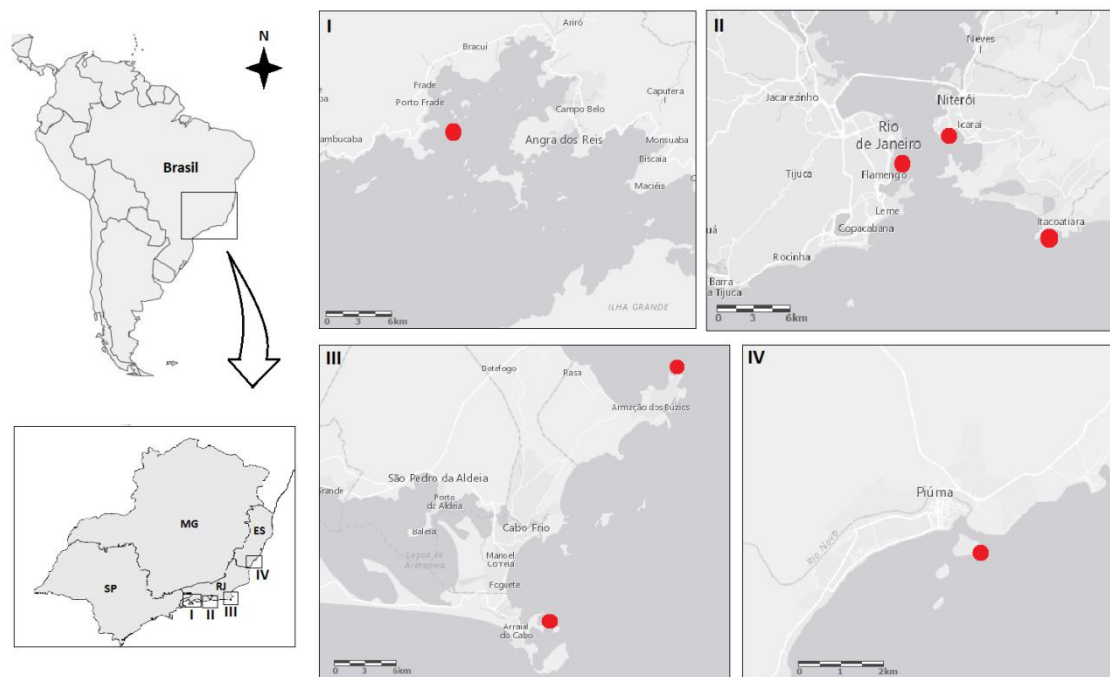 N
Brasil
MG
ES
SP
RJ
IV
I
II
III
I
Ariró
Bracuí
Frade
Porto Frade
Caputera
I
Campo Belo
ambucaba
Angra dos Reis
Monsuaba
Biscaia
Maciéis
ILHA GRANDE
0 3 6km
II
Neves
I
Jacarezinho
Niterói
Icaraí
Rio
de Janeiro
Tijuca
Flamengo
Leme
Itacoatiara
uá
Copacabana
Rocinha
Barra
a Tijuca
0 3 6km
III
Botefogo
Rasa
Armação dos Búzios
São Pedro da Aldeia
Grande
Porto
da Aldeia
Baleia
Cabo Frio
Lagoa de
Araruama
Manoel
Correia
Foguete
Arraial
do Cabo
0 3 6km
IV
Piúma
Rio Novo
0 1 2km